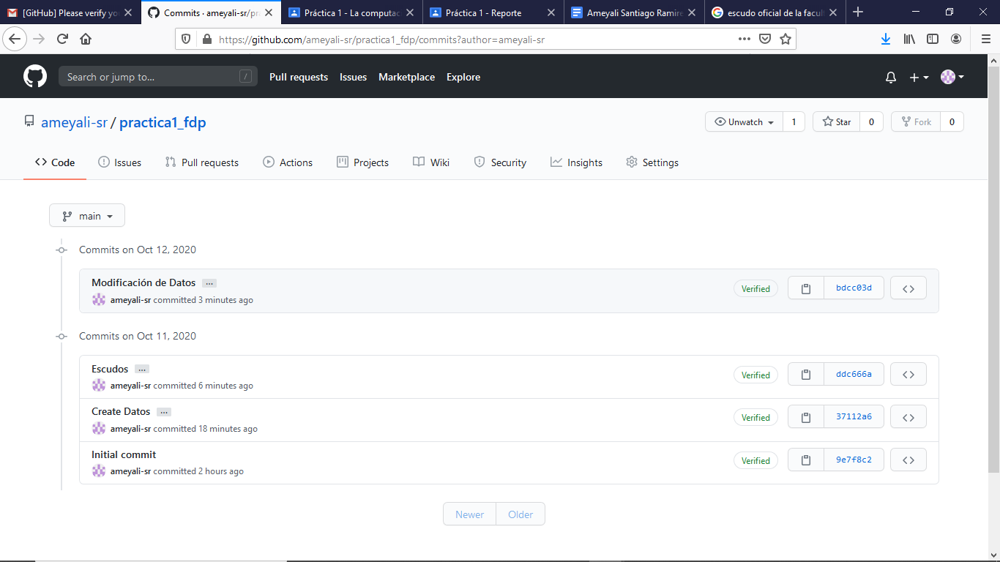 [GitHub] Please verify yo
Commits · ameyali-sr/pr
Práctica 1 - La computac
Práctica 1 - Reporte
Ameyali Santiago Ramire
escudo oficial de la facul
https://github.com/ameyali-sr/practica1_fdp/commits?author=ameyali-sr
Search or jump to... /
Pull requests Issues Marketplace Explore
ameyali-sr / practica1_fdp
Unwatch 1 Star 0 Fork 0
Code Issues Pull requests Actions Projects Wiki Security Insights Settings
main
Commits on Oct 12, 2020
Modificación de Datos ...
ameyali-sr committed 3 minutes ago
Verified bdcc03d
Commits on Oct 11, 2020
Escudos ...
ameyali-sr committed 6 minutes ago
Verified ddc666a
Create Datos ...
ameyali-sr committed 18 minutes ago
Verified 37112a6
Initial commit
ameyali-sr committed 2 hours ago
Verified 9e7f8c2
Newer Older